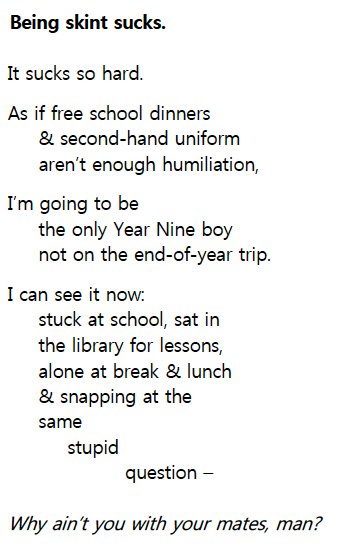 Being skint sucks.
It sucks so hard.
As if free school dinners
& second-hand uniform
aren’t enough humiliation,
I’m going to be
the only Year Nine boy
not on the end-of-year trip.
I can see it now:
stuck at school, sat in
the library for lessons,
alone at break & lunch
& snapping at the
same
stupid
question –
Why ain’t you with your mates, man?